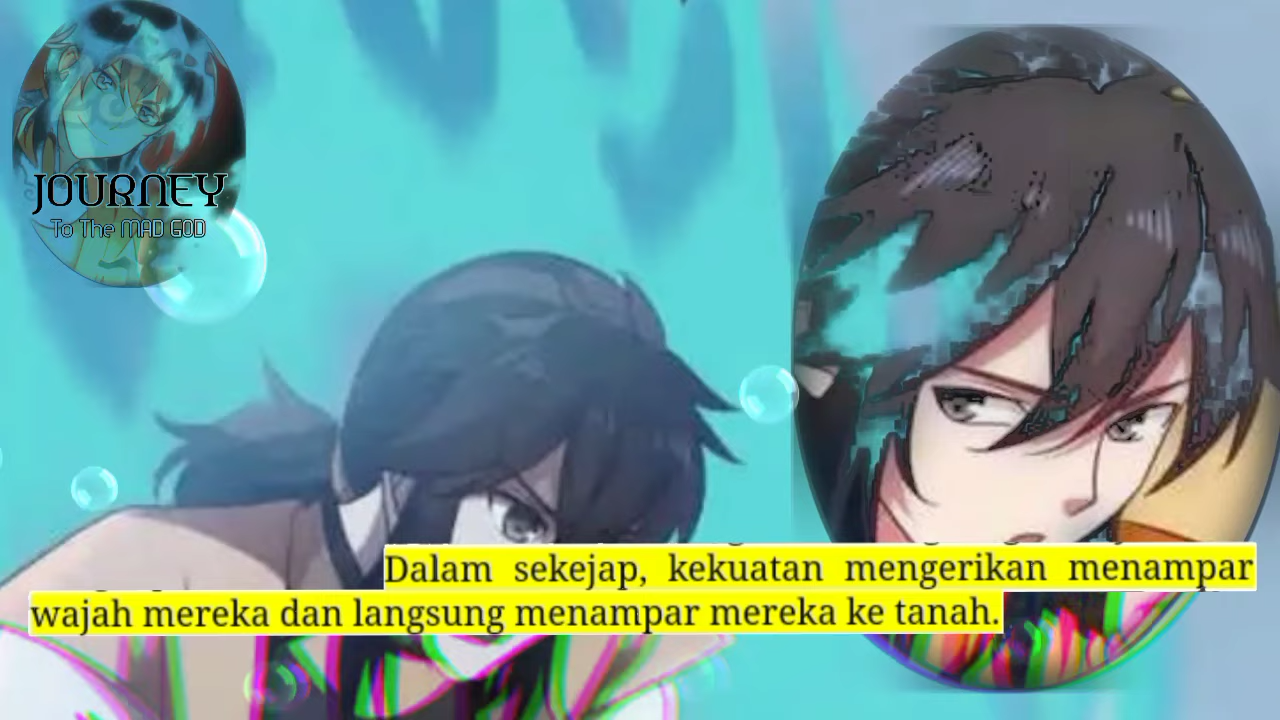 JOURNEY
To The MAD GOD
Dalam sekejap, kekuatan mengerikan menampar
wajah mereka dan langsung menampar mereka ke tanah.